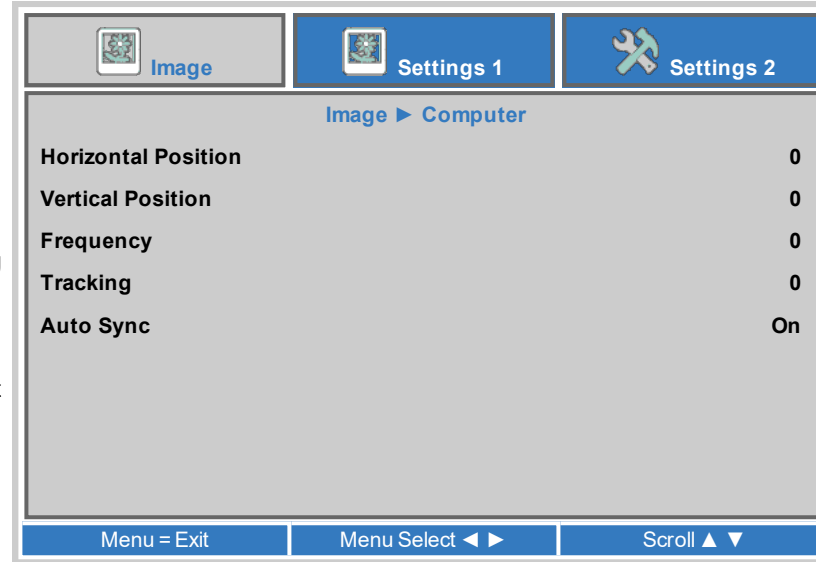 Image Settings 1 Settings 2
Image ► Computer
Horizontal Position 0
Vertical Position 0
Frequency 0
Tracking 0
Auto Sync On
Menu = Exit Menu Select ◄ ► Scroll ▲ ▼